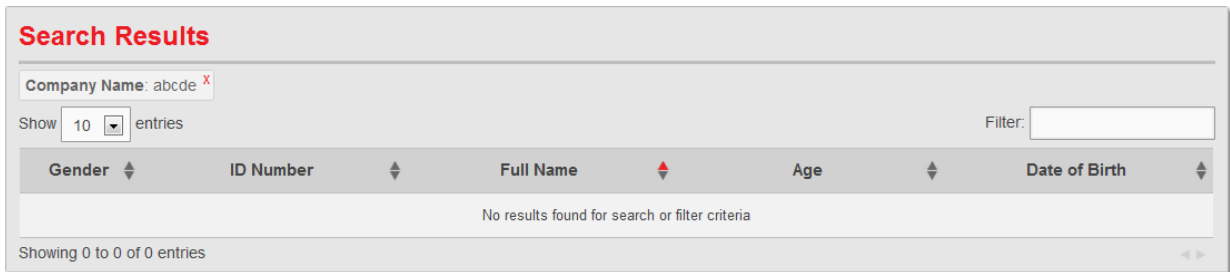 Search Results
Company Name: abcde X
Show 10 entries Filter:
Gender ID Number Full Name Age Date of Birth
No results found for search or filter criteria
Showing 0 to 0 of 0 entries